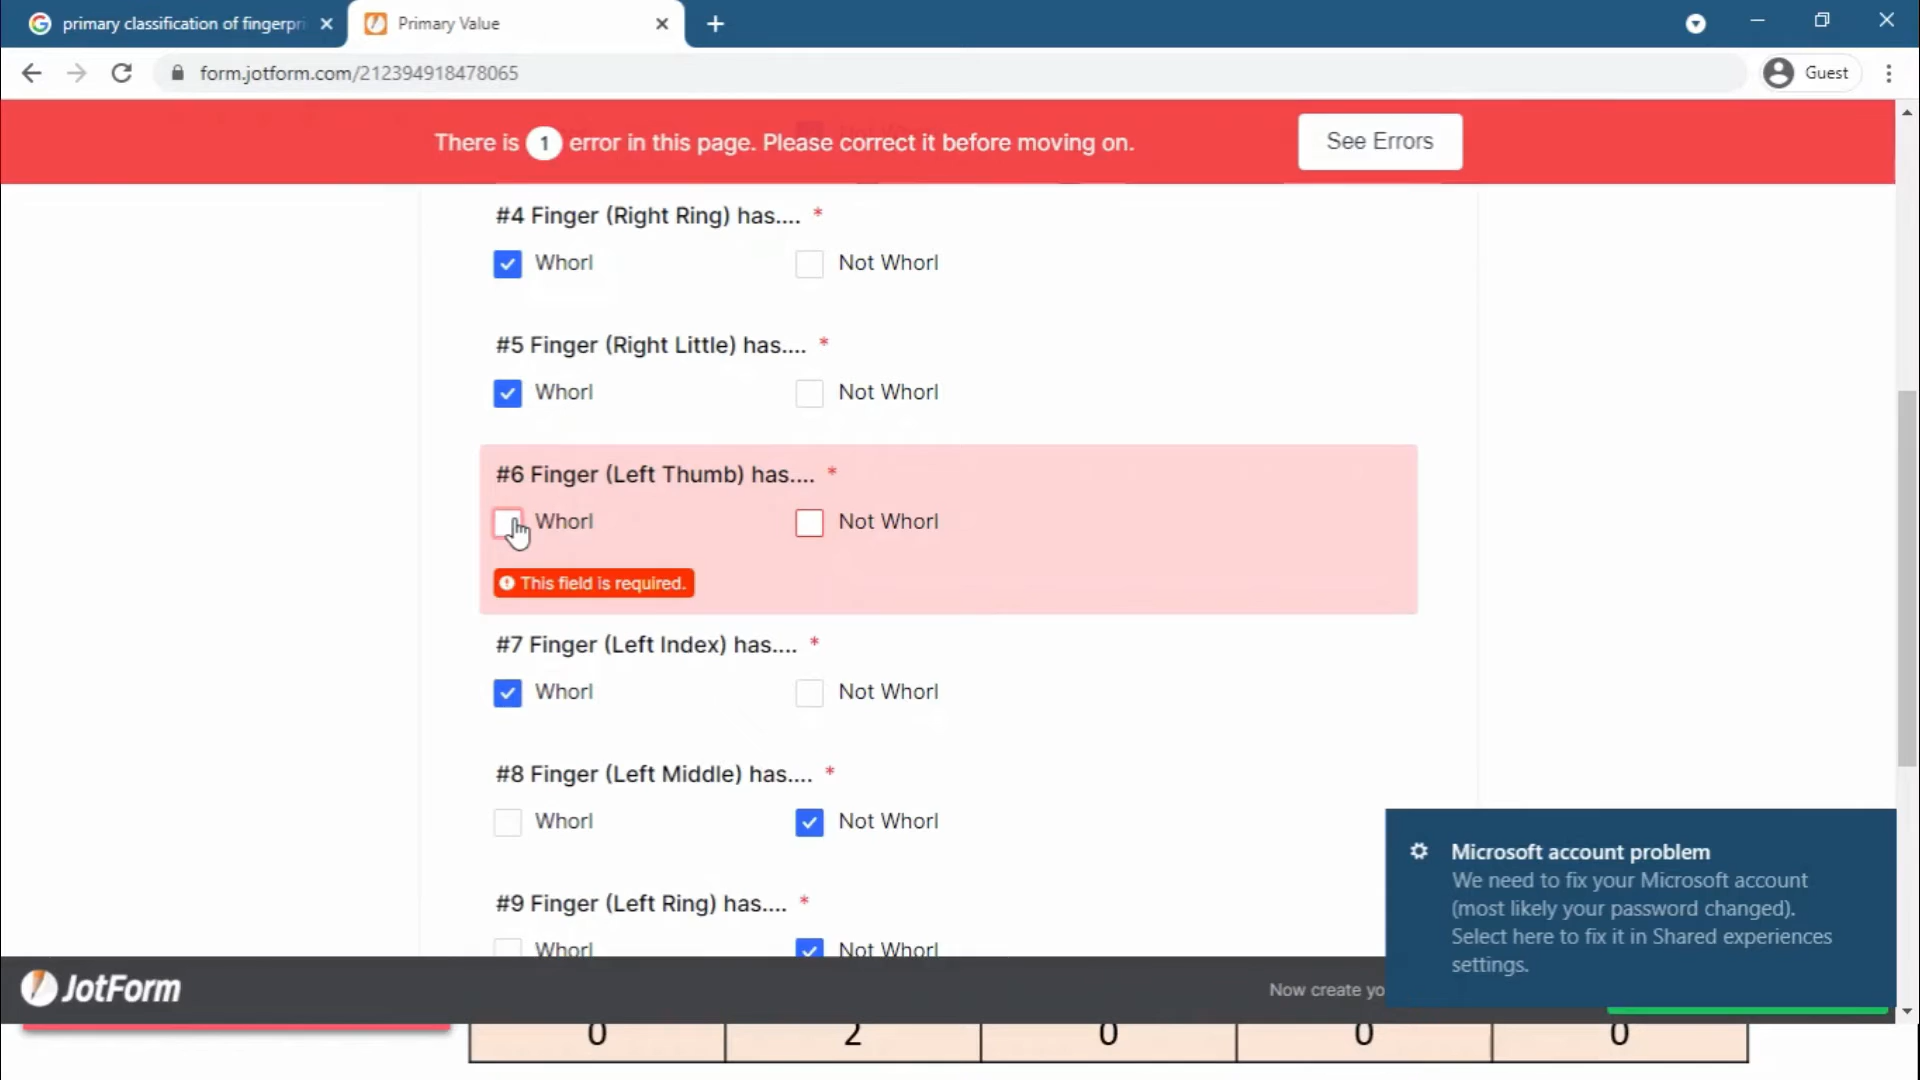 primary classification of fingerpri
Primary Value
form.jotform.com/212394918478065
Guest
There is 1 error in this page. Please correct it before moving on.
See Errors
#4 Finger (Right Ring) has.... *
Whorl Not Whorl
#5 Finger (Right Little) has.... *
Whorl Not Whorl
#6 Finger (Left Thumb) has.... *
Whorl Not Whorl
This field is required.
#7 Finger (Left Index) has.... *
Whorl Not Whorl
#8 Finger (Left Middle) has.... *
Whorl Not Whorl
#9 Finger (Left Ring) has.... *
Whorl Not Whorl
Microsoft account problem
We need to fix your Microsoft account
(most likely your password changed).
Select here to fix it in Shared experiences
settings.
JotForm
Now create yo
0 2 0 0 0